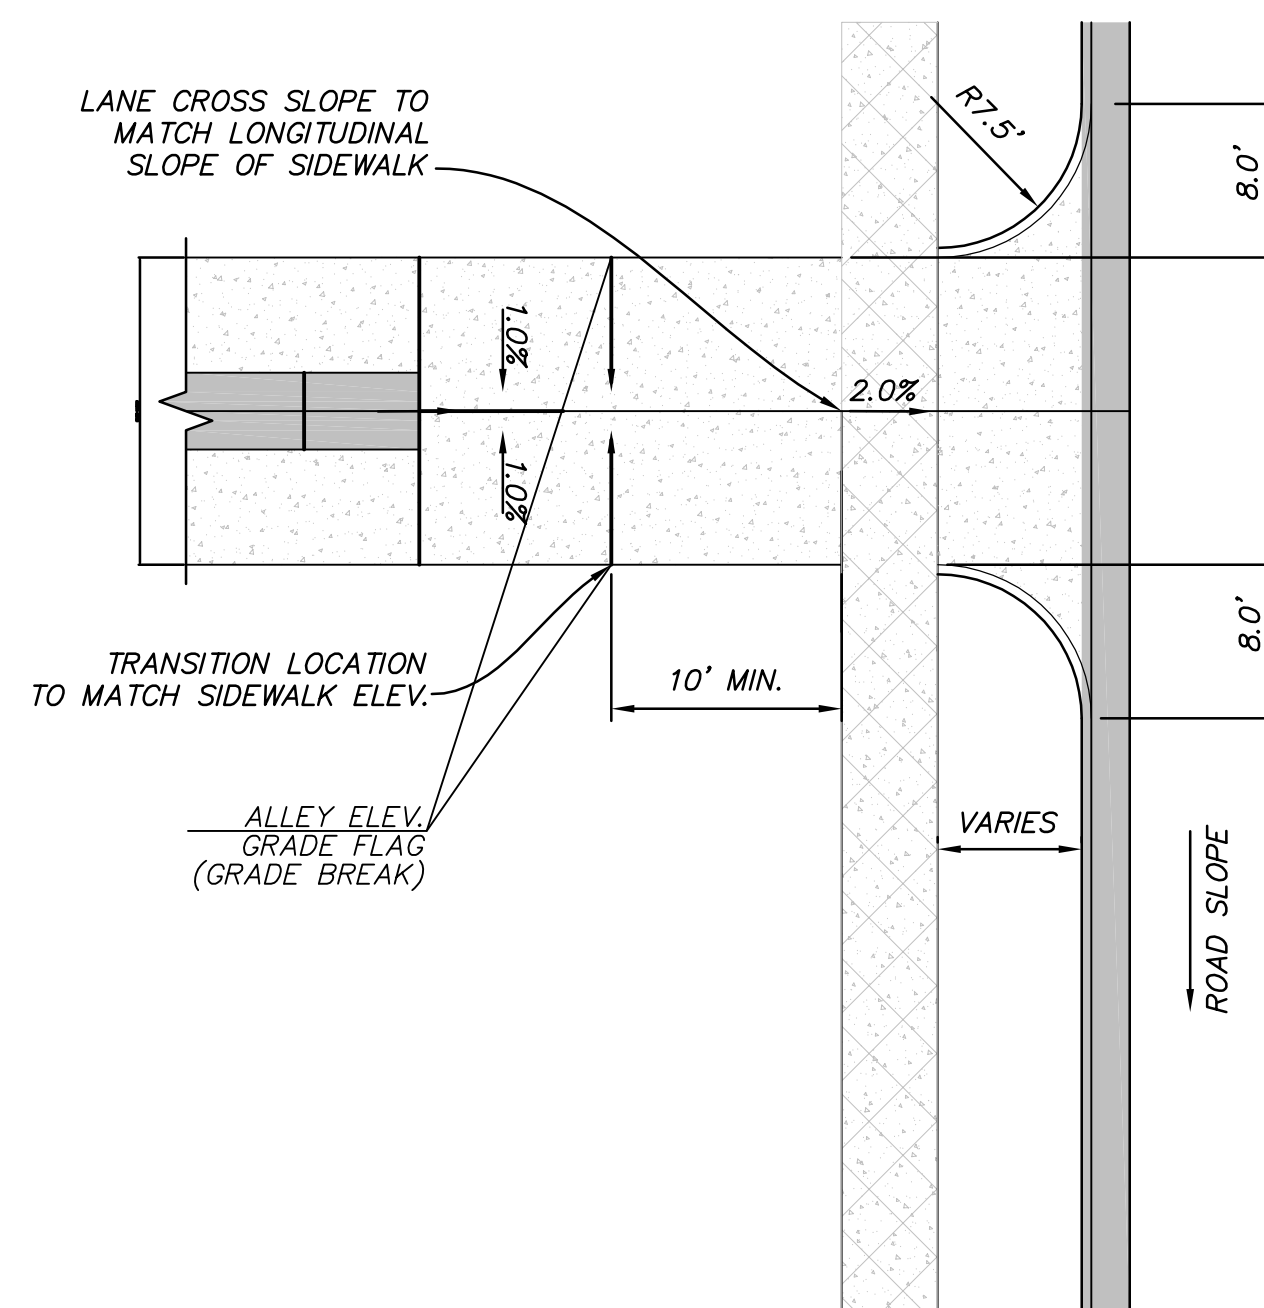 LANE CROSS SLOPE TO
MATCH LONGITUDINAL
SLOPE OF SIDEWALK
R7.5'
8.0'
1.0%
2.0%
1.0%
8.0'
TRANSITION LOCATION
TO MATCH SIDEWALK ELEV.
10' MIN.
ALLEY ELEV.
GRADE FLAG
(GRADE BREAK)
VARIES
ROAD SLOPE